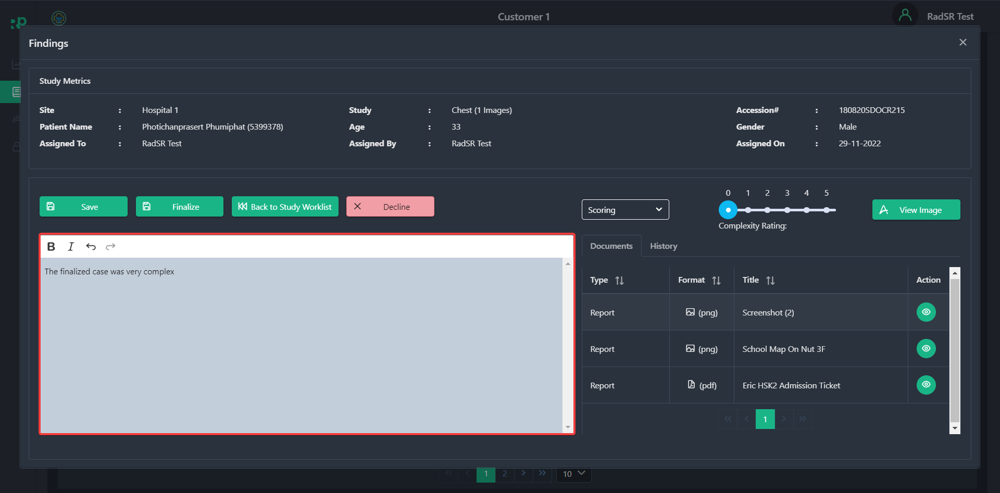 Rp
Customer 1
RadSR Test
Findings
Study Metrics
Site : Hospital 1 Study : Chest (1 Images) Accession# : 180820SDOCR215
Patient Name : Photichanprasert Phumiphat (5399378) Age : 33 Gender : Male
Assigned To : RadSR Test Assigned By : RadSR Test Assigned On : 29-11-2022
Save Finalize Back to Study Worklist Decline
Scoring
0 1 2 3 4 5
Complexity Rating:
View Image
B I
The finalized case was very complex
Documents History
Type Format Title Action
Report (png) Screenshot (2)
Report (png) School Map On Nut 3F
Report (pdf) Eric HSK2 Admission Ticket
« < 1 > »
« < 1 2 > » 10